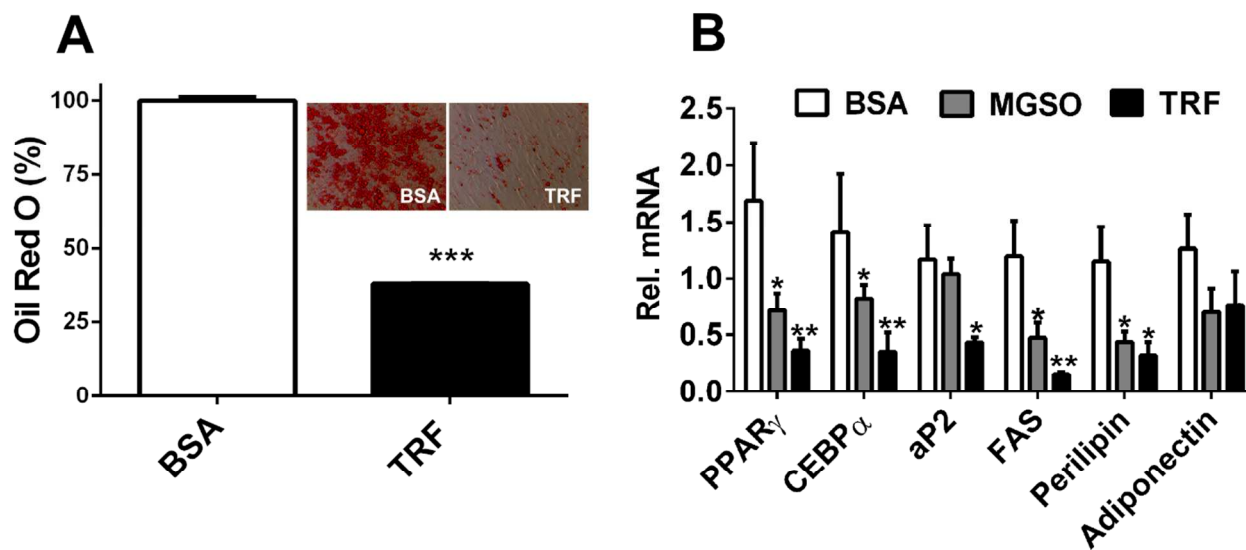 A
Oil Red O (%)
100
75
50
25
0
BSA
TRF
***
BSA
TRF
B
BSA MGSO TRF
Rel. mRNA
2.5
2.0
1.5
1.0
0.5
0.0
* ** * ** * * ** * *
PPARγ
CEBPα
aP2
FAS
Perilipin
Adiponectin